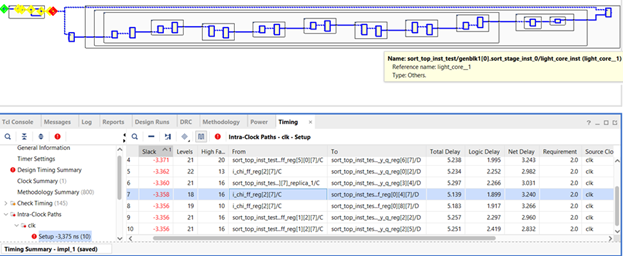 Name: sort_top_inst_test/genblk1[0].sort_stage_inst_0/light_core_inst (light_core__1)
Reference name: light_core__1
Type: Others.
Tcl Console Messages Log Reports Design Runs DRC Methodology Power Timing
Intra-Clock Paths - clk - Setup
General Information
Timer Settings
Design Timing Summary
Clock Summary (1)
Methodology Summary (800)
Check Timing (10)
Intra-Clock Paths
clk
Setup -3,375 ns (10)
Slack Levels High Fa... From To Total Delay Logic Delay Net Delay Requirement Source Clo
4 -3.371 21 20 sort_top_inst_test...ff_reg[5][0][7]/C sort_top_inst_tes...y_q_reg[6][7]/D 5.238 1.995 3.243 2.0 clk
5 -3.362 22 13 i_chi_ff_reg[2][7]/C sort_top_inst_tes...y_q_reg[7][7]/D 5.234 2.252 2.982 2.0 clk
6 -3.360 21 16 sort_top_inst_...][7]_replica_1/C sort_top_inst_tes...y_q_reg[3][4]/D 5.297 2.266 3.031 2.0 clk
7 -3.358 18 16 i_chi_ff_reg[2][7]/C sort_top_inst_test...f_reg[0][4][7]/D 5.139 1.899 3.240 2.0 clk
8 -3.356 19 10 i_chi_ff_reg[2][7]/C sort_top_inst_tes..._reg[0][8][7]/D 5.183 1.917 3.266 2.0 clk
9 -3.356 21 16 sort_top_inst_test...ff_reg[1][2][7]/C sort_top_inst_tes...y_q_reg[2][7]/D 5.257 2.297 2.960 2.0 clk
10 -3.355 22 16 sort_top_inst_test...ff_reg[1][2][7]/C sort_top_inst_tes...y_q_reg[2][5]/D 5.251 2.419 2.832 2.0 clk
Timing Summary - impl_1 (saved)